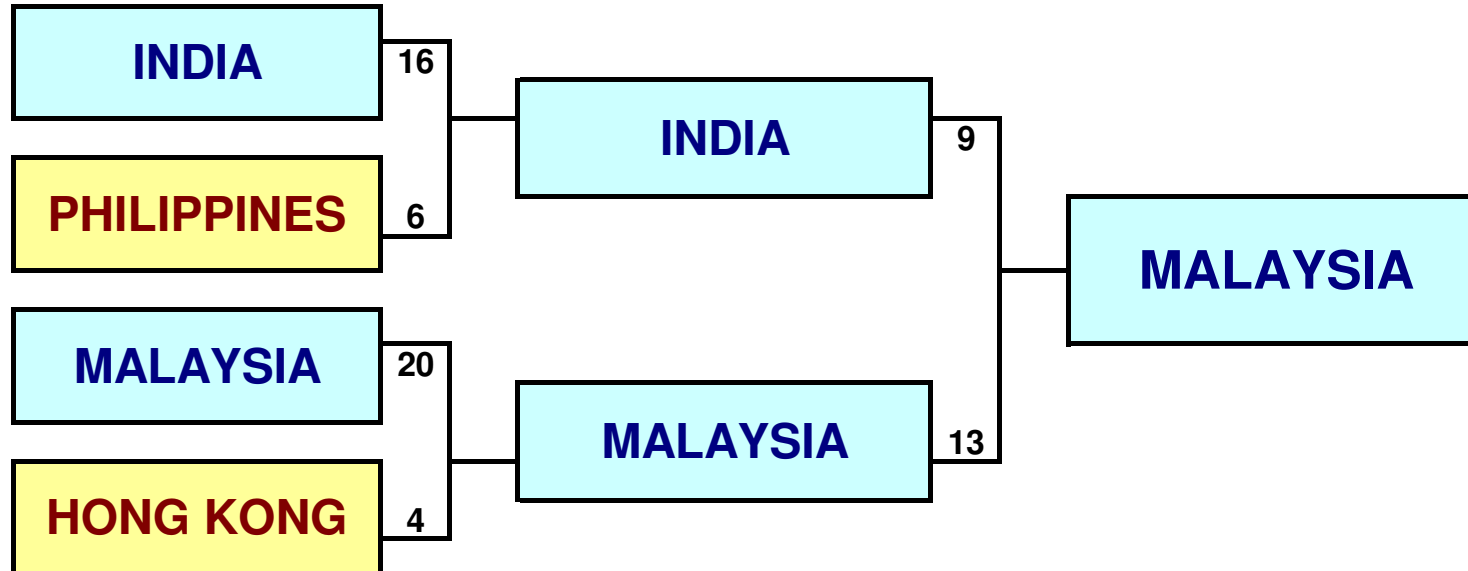 INDIA
16
PHILIPPINES
6
MALAYSIA
20
HONG KONG
4
INDIA
9
MALAYSIA
13
MALAYSIA